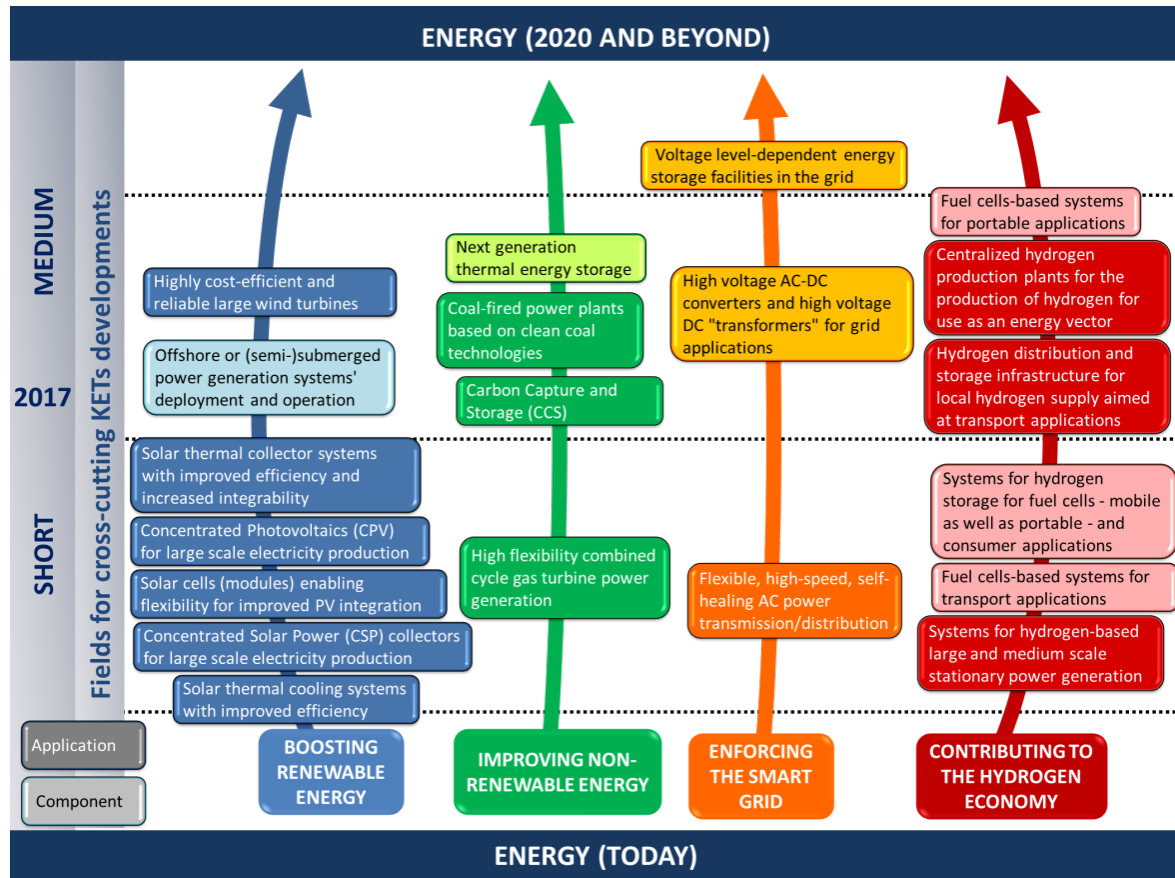 ENERGY (2020 AND BEYOND)
MEDIUM
2017
SHORT
Fields for cross-cutting KETs developments
Highly cost-efficient and
reliable large wind turbines
Offshore or (semi-)submerged
power generation systems'
deployment and operation
Solar thermal collector systems
with improved efficiency and
increased integrability
Concentrated Photovoltaics (CPV)
for large scale electricity production
Solar cells (modules) enabling
flexibility for improved PV integration
Concentrated Solar Power (CSP) collectors
for large scale electricity production
Solar thermal cooling systems
with improved efficiency
BOOSTING
RENEWABLE
ENERGY
Next generation
thermal energy storage
Coal-fired power plants
based on clean coal
technologies
Carbon Capture and
Storage (CCS)
High flexibility combined
cycle gas turbine power
generation
IMPROVING NON-
RENEWABLE ENERGY
Voltage level-dependent energy
storage facilities in the grid
High voltage AC-DC
converters and high voltage
DC "transformers" for grid
applications
Flexible, high-speed, self-
healing AC power
transmission/distribution
ENFORCING
THE SMART
GRID
Fuel cells-based systems
for portable applications
Centralized hydrogen
production plants for the
production of hydrogen for
use as an energy vector
Hydrogen distribution and
storage infrastructure for
local hydrogen supply aimed
at transport applications
Systems for hydrogen
storage for fuel cells - mobile
as well as portable - and
consumer applications
Fuel cells-based systems for
transport applications
Systems for hydrogen-based
large and medium scale
stationary power generation
CONTRIBUTING TO
THE HYDROGEN
ECONOMY
Application
Component
ENERGY (TODAY)